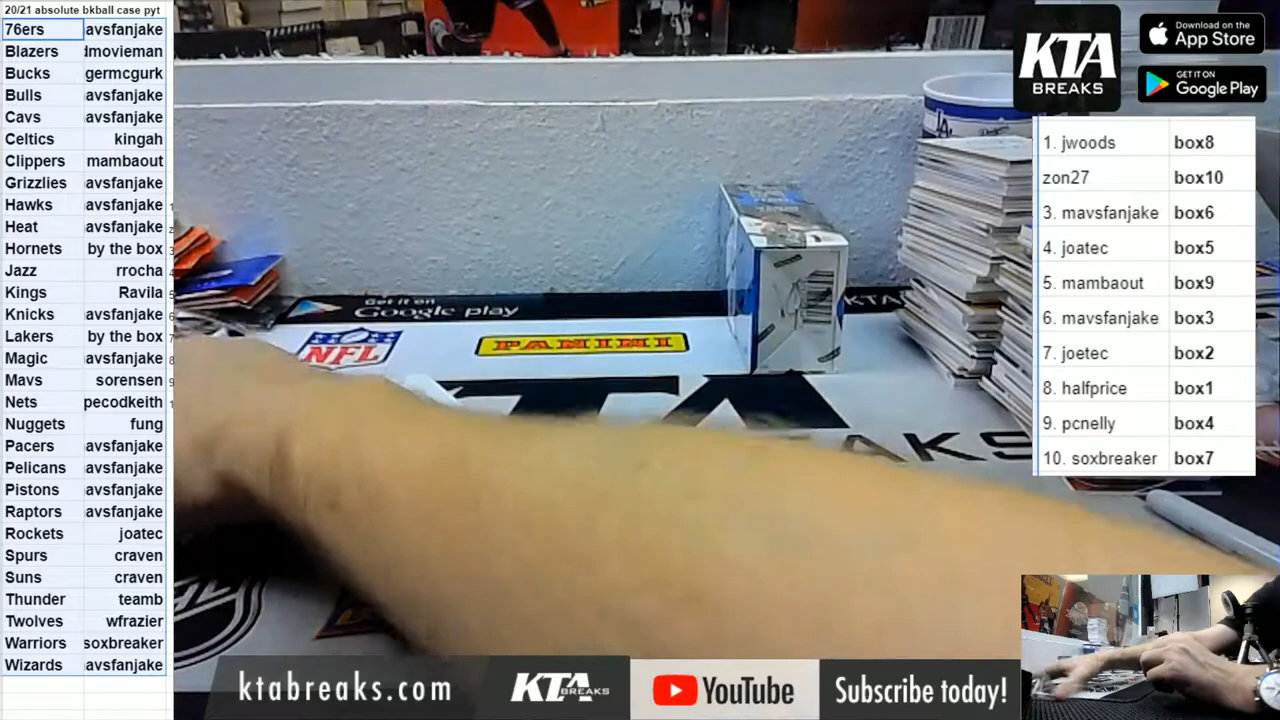 20/21 absolute bkball case pyt
76ers avsfanjake
Blazers dmovieman
Bucks germcgurk
Bulls avsfanjake
Cavs avsfanjake
Celtics kingah
Clippers mambaout
Grizzlies avsfanjake
Hawks avsfanjake
Heat avsfanjake
Hornets by the box
Jazz rrocha
Kings Ravila
Knicks avsfanjake
Lakers by the box
Magic avsfanjake
Mavs sorensen
Nets pecodkeith
Nuggets fung
Pacers avsfanjake
Pelicans avsfanjake
Pistons avsfanjake
Raptors avsfanjake
Rockets joatec
Spurs craven
Suns craven
Thunder teamb
Twolves wfrazier
Warriors soxbreaker
Wizards avsfanjake
Get it on
Google play
NFL
PANINI
KTA
AKS
NHL
LA
KTA
BREAKS
Download on the
App Store
GET IT ON
Google Play
1. jwoods box8
zon27 box10
3. mavsfanjake box6
4. joatec box5
5. mambaout box9
6. mavsfanjake box3
7. joetec box2
8. halfprice box1
9. pcnelly box4
10. soxbreaker box7
ktabreaks.com
KTA
BREAKS
YouTube
Subscribe today!